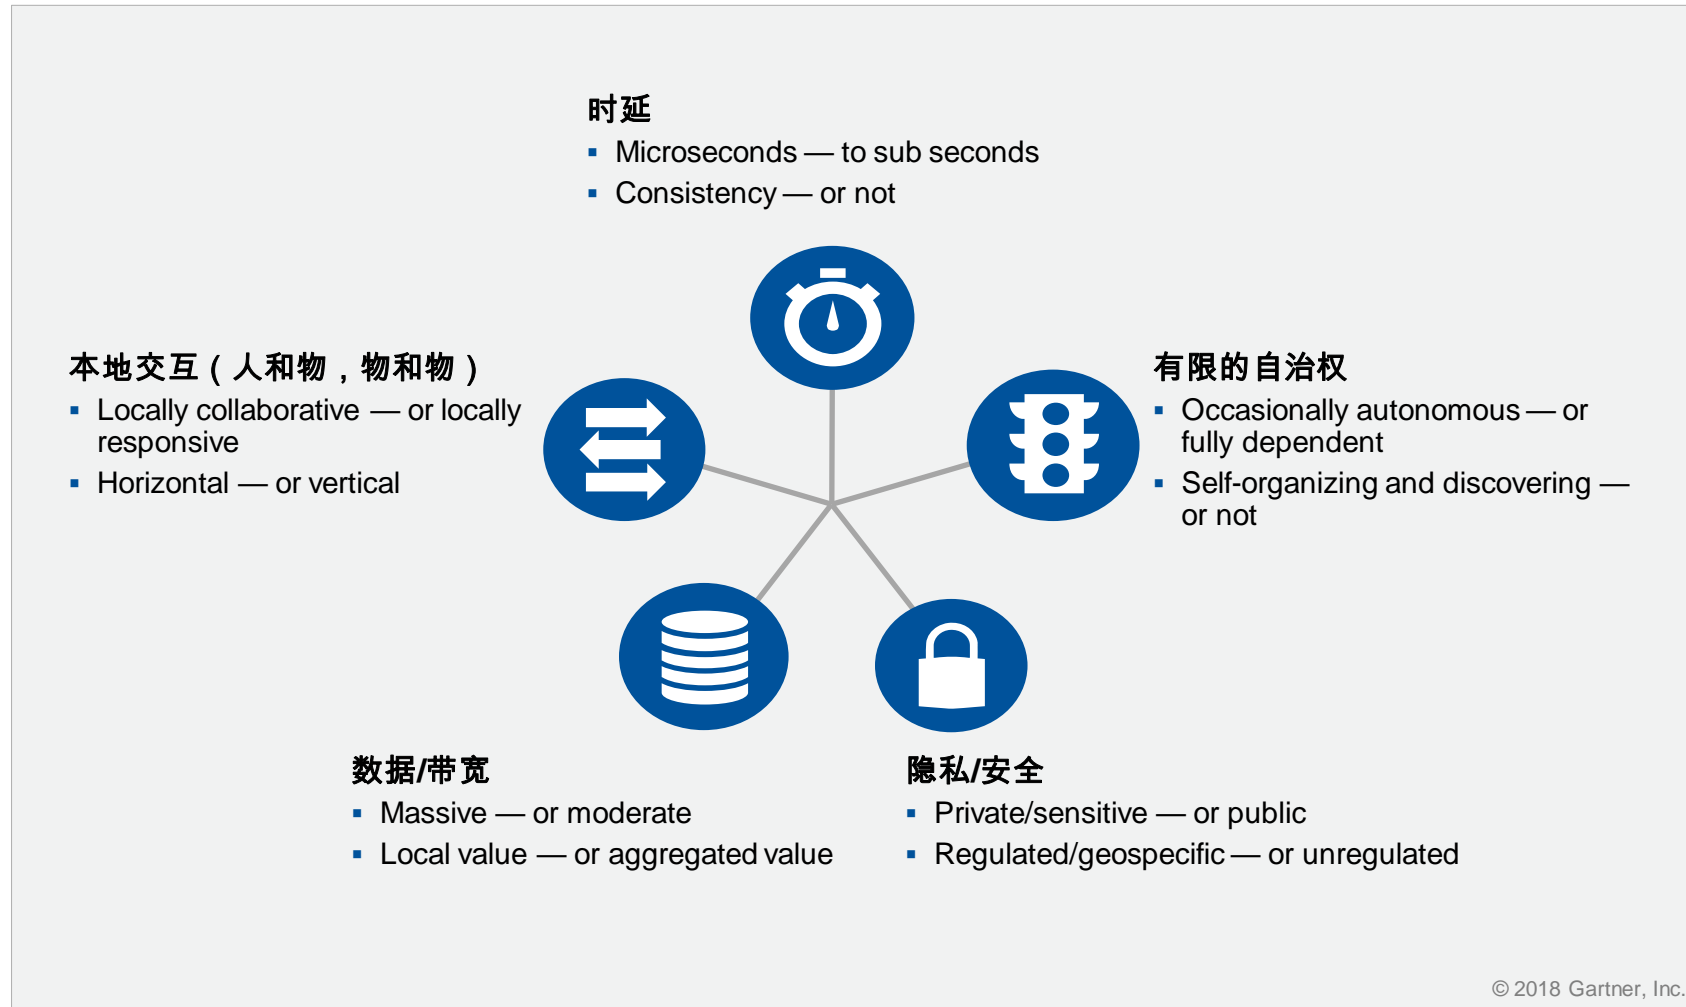 时延
▪ Microseconds — to sub seconds
▪ Consistency — or not
本地交互（人和物，物和物）
▪ Locally collaborative — or locally
responsive
▪ Horizontal — or vertical
有限的自治权
▪ Occasionally autonomous — or
fully dependent
▪ Self-organizing and discovering —
or not
数据/带宽
▪ Massive — or moderate
▪ Local value — or aggregated value
隐私/安全
▪ Private/sensitive — or public
▪ Regulated/geospecific — or unregulated
© 2018 Gartner, Inc.